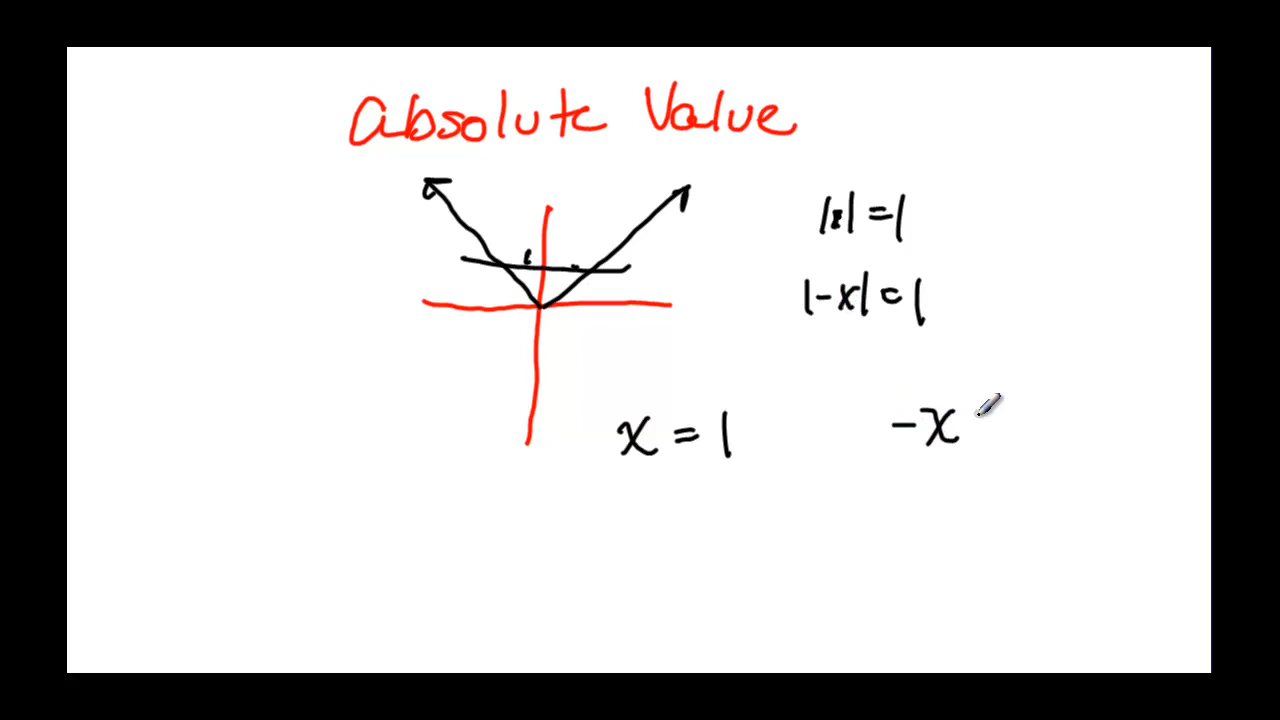 Absolute Value
|x| = 1
|-x| = 1
x = 1
-x